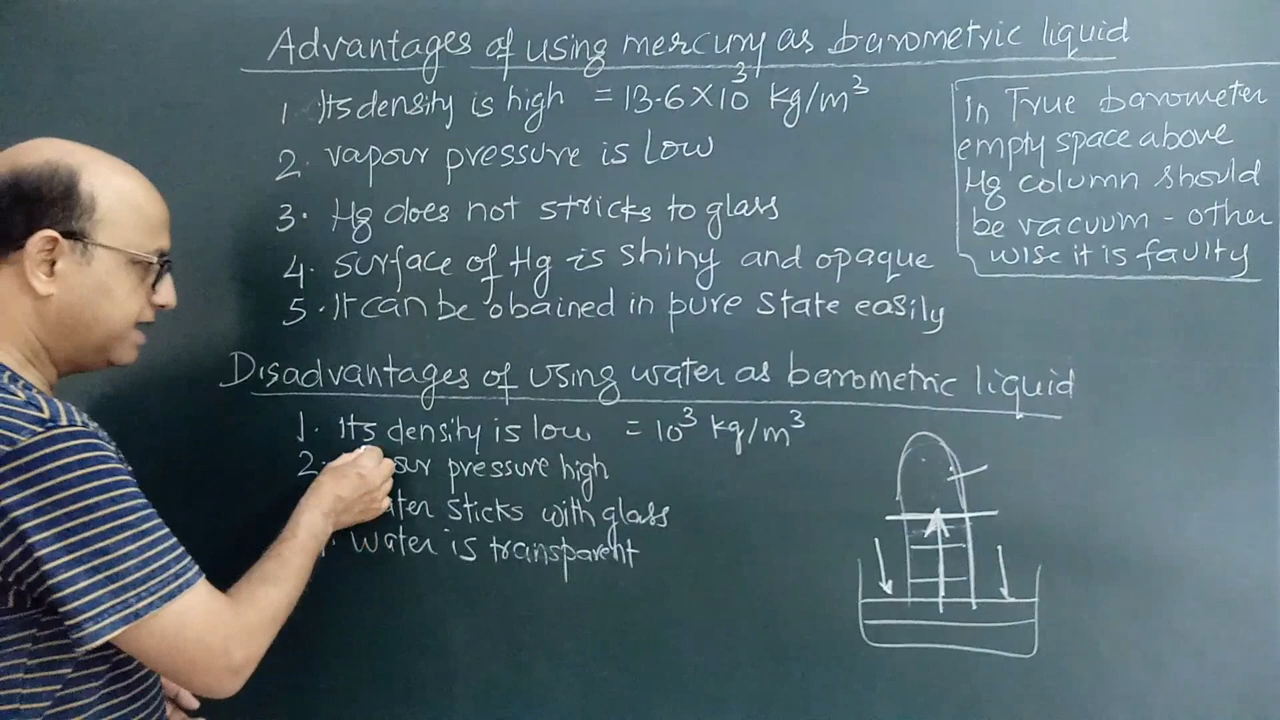 Advantages of using mercury as barometric liquid
1. Its density is high = 13.6 X 10³ Kg/m³
2. vapour pressure is low
3. Hg does not stricks to glass
4. surface of Hg is shiny and opaque
5. It can be obained in pure state easily
In True barometer
empty space above
Hg column should
be vacuum - other
wise it is faulty
Disadvantages of using water as barometric liquid
1. Its density is low = 10³ kg/m³
2. pressure high
sticks with glass
water is transparent